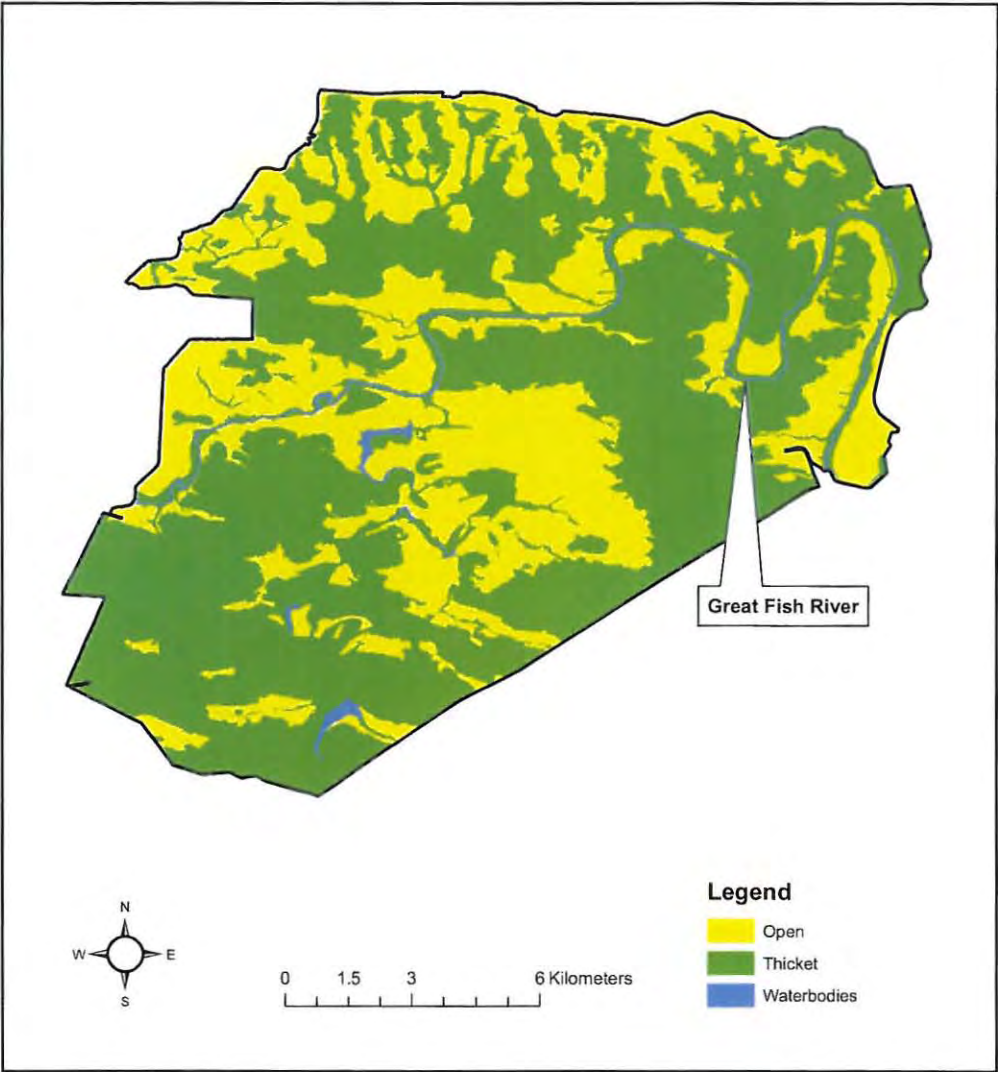 Great Fish River
Legend
Open
Thicket
Waterbodies
N
W E
S
0 1.5 3 6 Kilometers